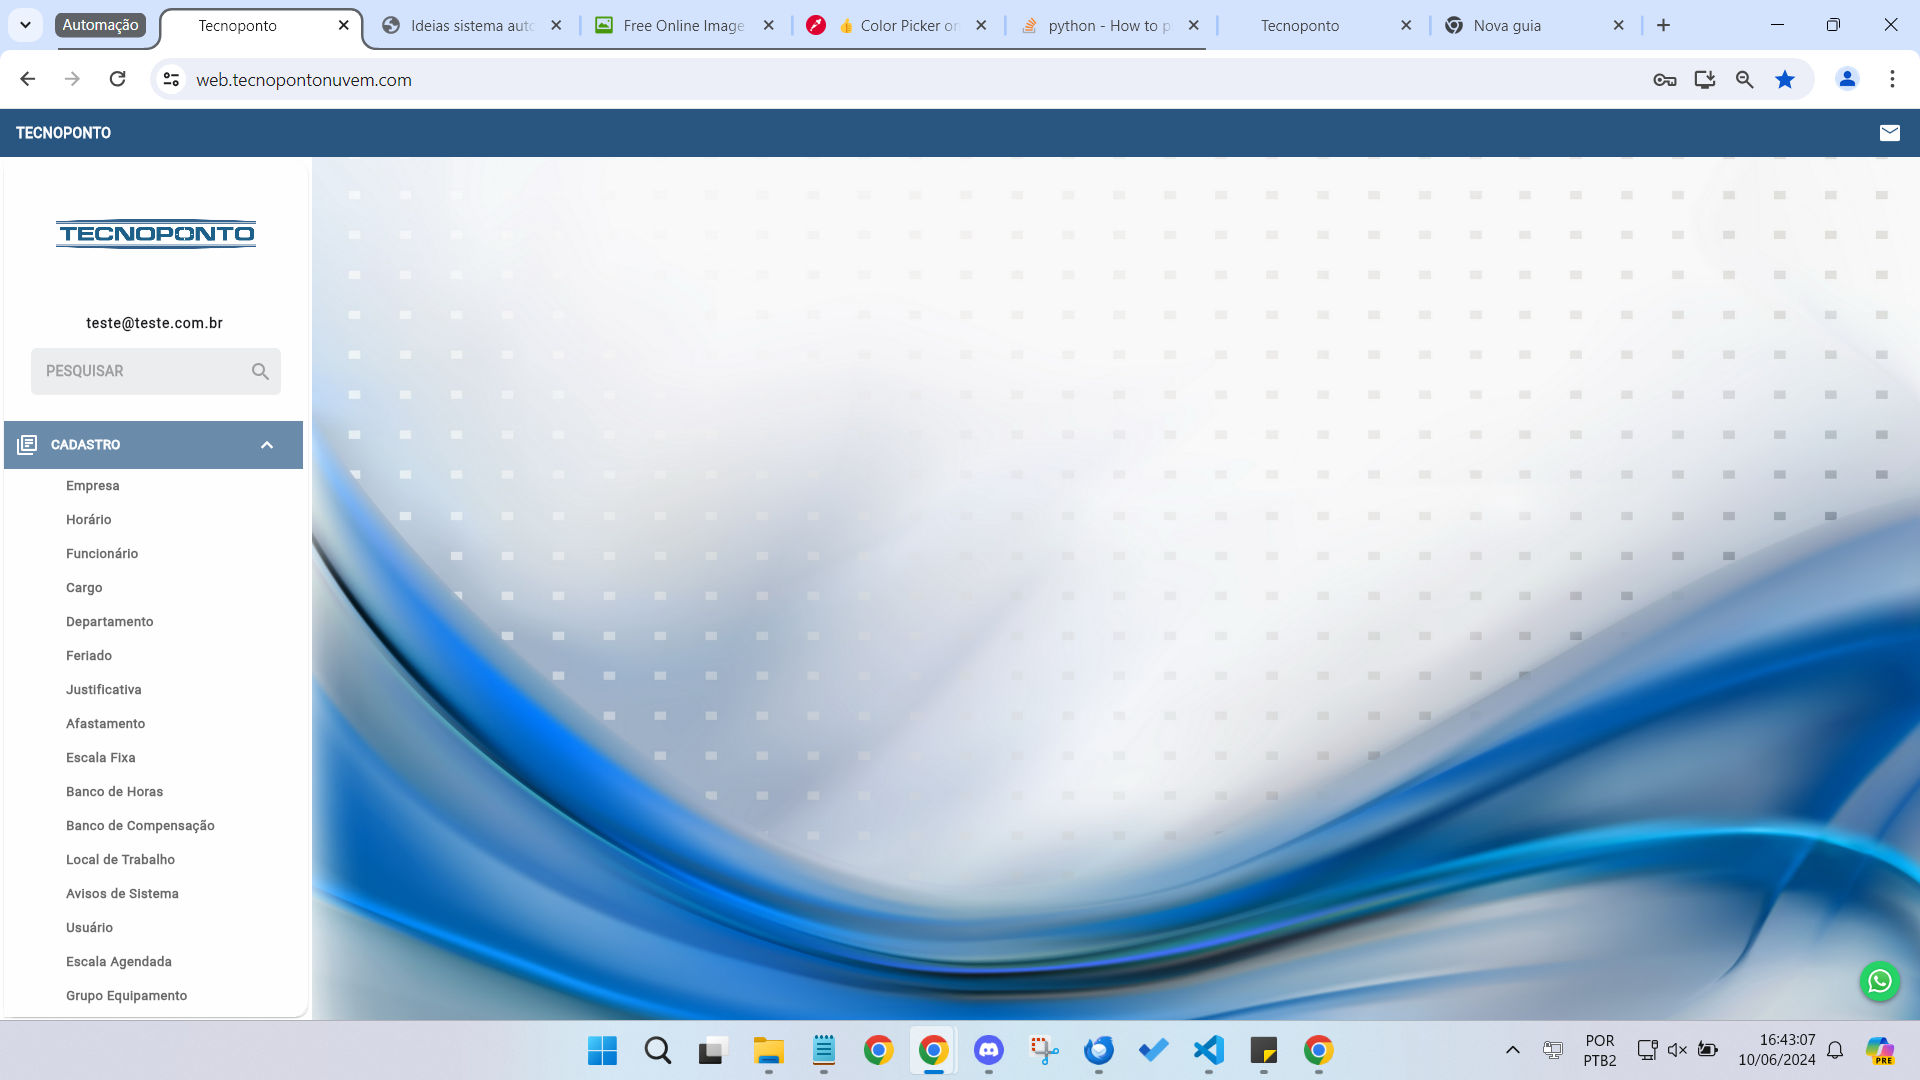 Automação
Tecnoponto
Ideias sistema auto
Free Online Image
Color Picker on
python - How to p
Tecnoponto
Nova guia
web.tecnopontonuvem.com
TECNOPONTO
TECNOPONTO
teste@teste.com.br
PESQUISAR
CADASTRO
Empresa
Horário
Funcionário
Cargo
Departamento
Feriado
Justificativa
Afastamento
Escala Fixa
Banco de Horas
Banco de Compensação
Local de Trabalho
Avisos de Sistema
Usuário
Escala Agendada
Grupo Equipamento
POR
PTB2
16:43:07
10/06/2024
PRE